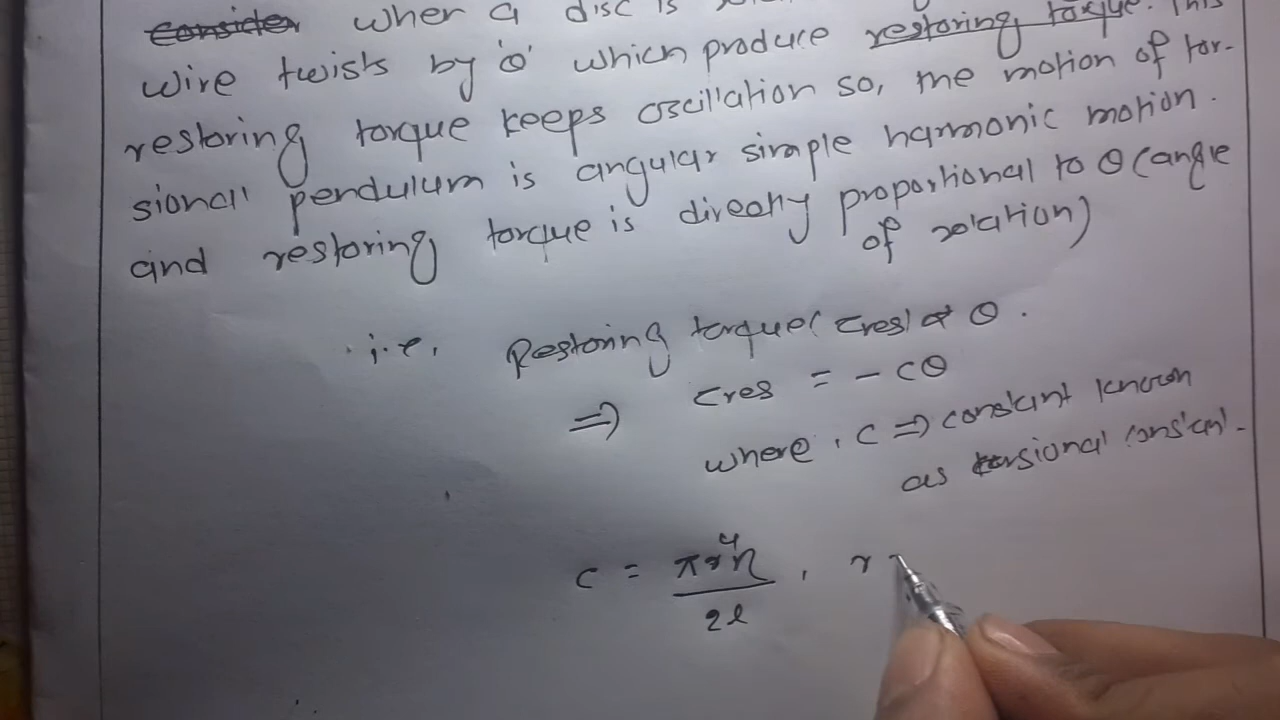 Consider when a disc is
wire twists by 'θ' which produce restoring torque. This
restoring torque keeps oscillation so, the motion of tor-
sional pendulum is angular simple harmonic motion.
and restoring torque is directly proportional to θ (angle
of rotation)
i.e. Restoring torque (τres) α θ.
⇒ τres = - cθ
where, c ⇒ constant known
as torsional constant.
c = πr⁴η / 2l , r